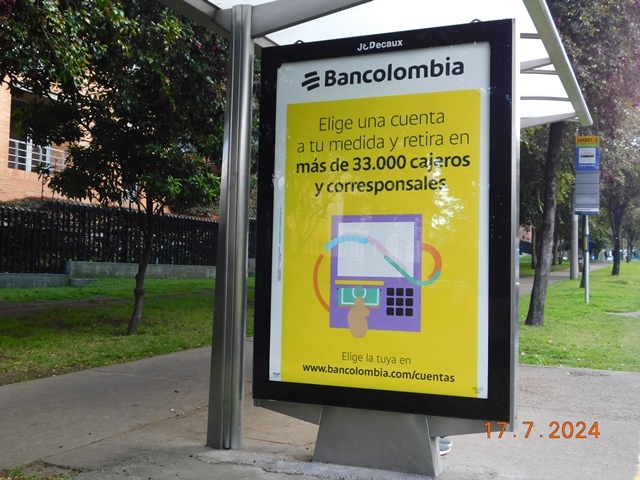 JCDecaux
Bancolombia
Elige una cuenta
a tu medida y retira en
más de 33.000 cajeros
y corresponsales
Elige la tuya en
www.bancolombia.com/cuentas
17.7.2024